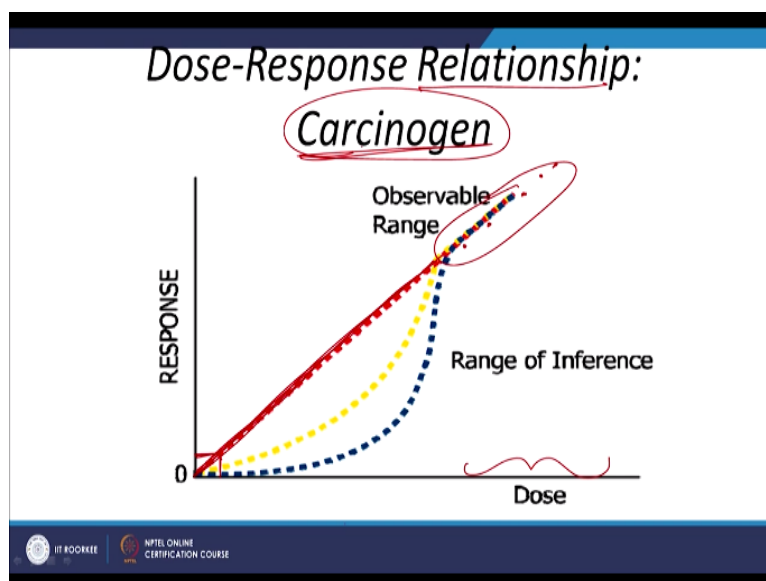 Dose-Response Relationship:
Carcinogen
Observable
Range
RESPONSE
Range of Inference
0
Dose
IIT ROORKEE
NPTEL ONLINE
CERTIFICATION COURSE